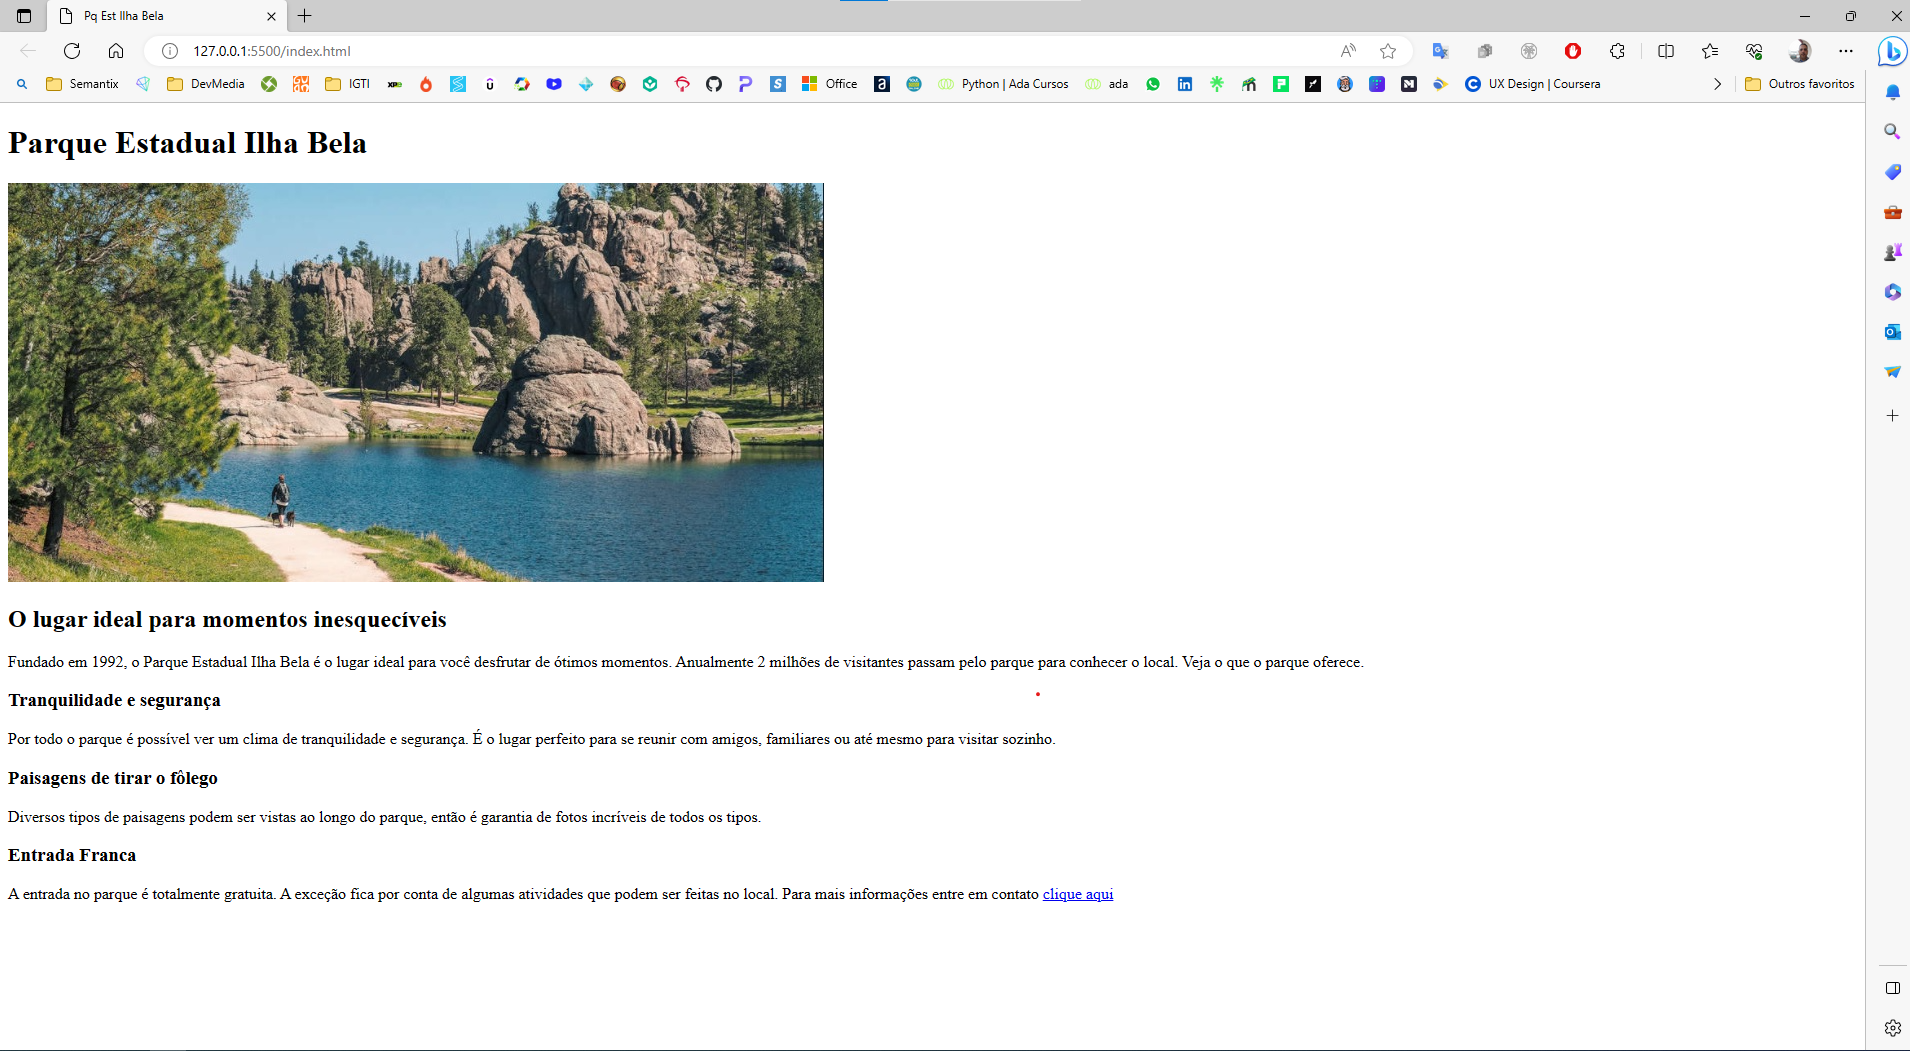 Pq Est Ilha Bela
127.0.0.1:5500/index.html
Semantix DevMedia IGTI Office Python | Ada Cursos ada UX Design | Coursera Outros favoritos
Parque Estadual Ilha Bela
O lugar ideal para momentos inesquecíveis
Fundado em 1992, o Parque Estadual Ilha Bela é o lugar ideal para você desfrutar de ótimos momentos. Anualmente 2 milhões de visitantes passam pelo parque para conhecer o local. Veja o que o parque oferece.
Tranquilidade e segurança
Por todo o parque é possível ver um clima de tranquilidade e segurança. É o lugar perfeito para se reunir com amigos, familiares ou até mesmo para visitar sozinho.
Paisagens de tirar o fôlego
Diversos tipos de paisagens podem ser vistas ao longo do parque, então é garantia de fotos incríveis de todos os tipos.
Entrada Franca
A entrada no parque é totalmente gratuita. A exceção fica por conta de algumas atividades que podem ser feitas no local. Para mais informações entre em contato clique aqui